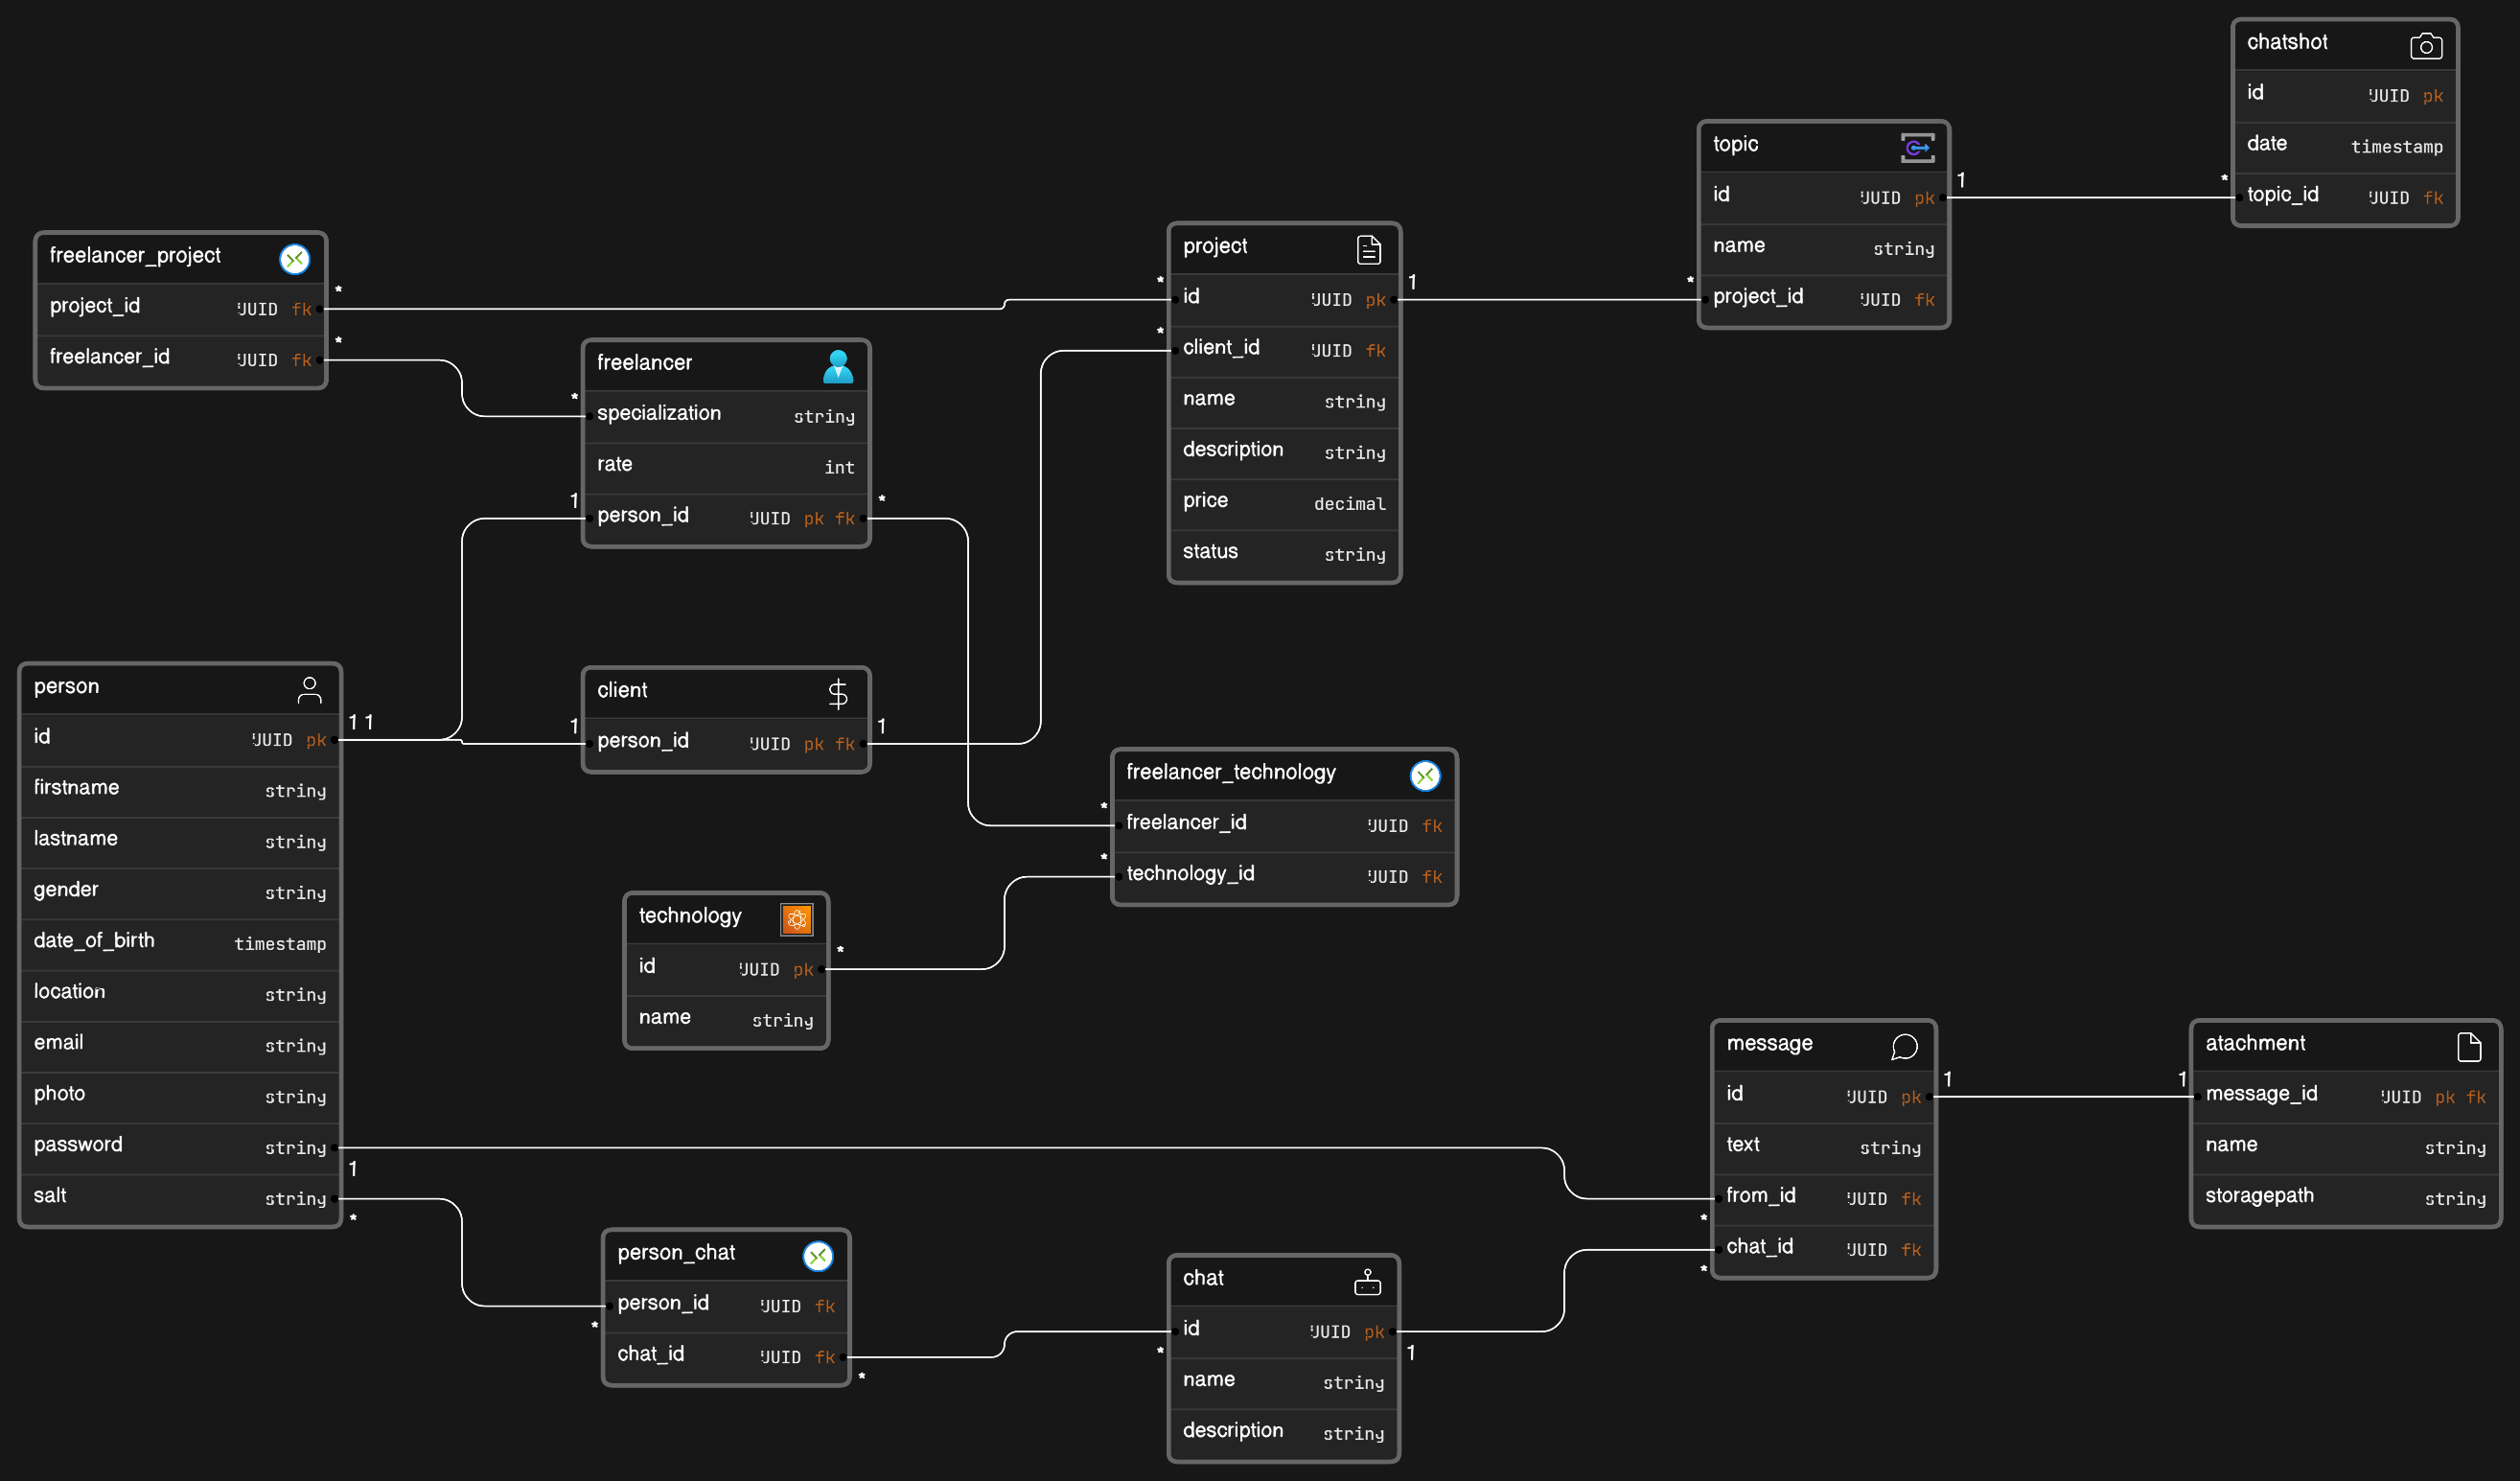 chatshot
id UUID pk
date timestamp
topic_id UUID fk
topic
id UUID pk
name string
project_id UUID fk
1
*
freelancer_project
project_id UUID fk
freelancer_id UUID fk
*
*
project
id UUID pk
client_id UUID fk
name string
description string
price decimal
status string
*
*
1
*
freelancer
specialization string
rate int
person_id UUID pk fk
*
1
*
person
id UUID pk
firstname string
lastname string
gender string
date_of_birth timestamp
location string
email string
photo string
password string
salt string
1 1
1
*
client
person_id UUID pk fk
1
1
freelancer_technology
freelancer_id UUID fk
technology_id UUID fk
*
*
technology
id UUID pk
name string
*
message
id UUID pk
text string
from_id UUID fk
chat_id UUID fk
1
*
*
atachment
message_id UUID pk fk
name string
storagepath string
1
person_chat
person_id UUID fk
chat_id UUID fk
*
*
chat
id UUID pk
name string
description string
*
1